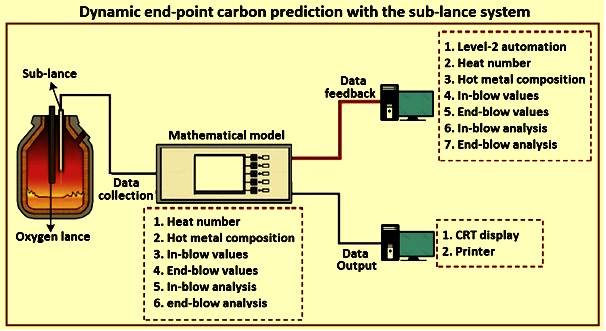 Dynamic end-point carbon prediction with the sub-lance system
Sub-lance
Oxygen lance
Data
collection
Mathematical model
1. Heat number
2. Hot metal composition
3. In-blow values
4. End-blow values
5. In-blow analysis
6. end-blow analysis
Data
feedback
1. Level-2 automation
2. Heat number
3. Hot metal composition
4. In-blow values
5. End-blow values
6. In-blow analysis
7. End-blow analysis
Data
Output
1. CRT display
2. Printer